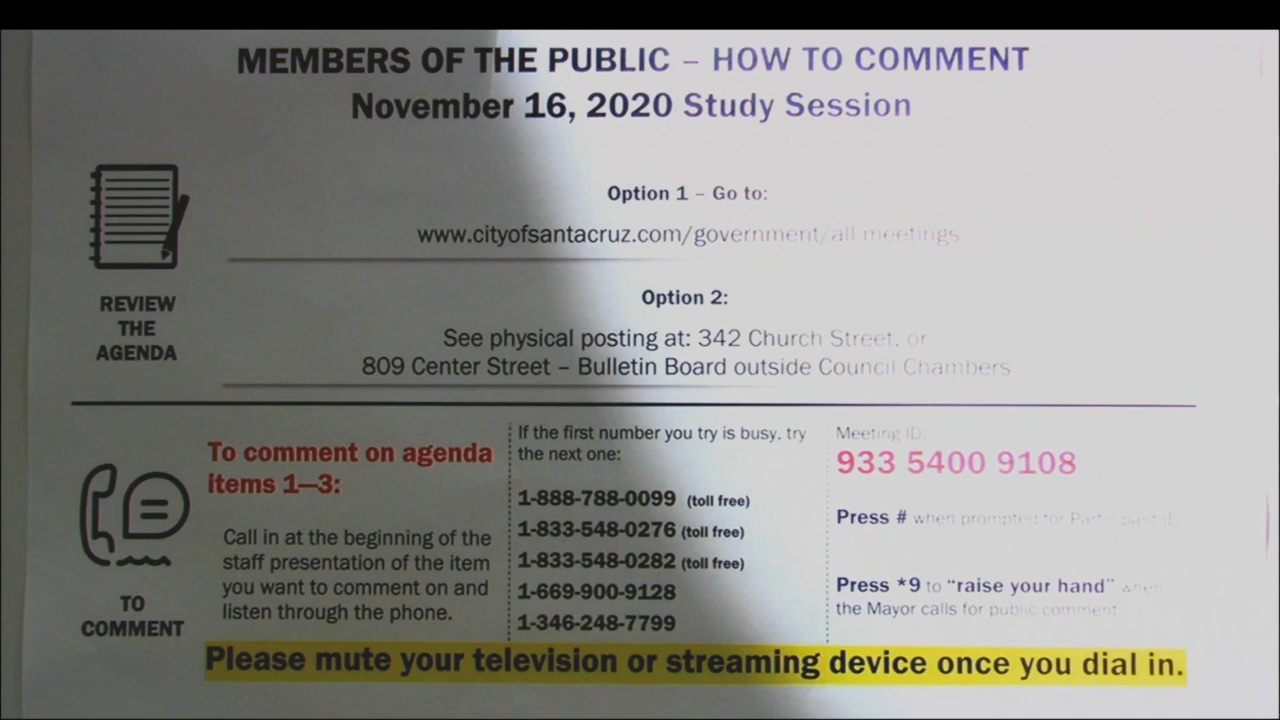 MEMBERS OF THE PUBLIC – HOW TO COMMENT
November 16, 2020 Study Session
Option 1 – Go to:
www.cityofsantacruz.com/government/all meetings
REVIEW
THE
AGENDA
Option 2:
See physical posting at: 342 Church Street, or
809 Center Street – Bulletin Board outside Council Chambers
TO
COMMENT
To comment on agenda
items 1—3:
Call in at the beginning of the
staff presentation of the item
you want to comment on and
listen through the phone.
If the first number you try is busy, try
the next one:
1-888-788-0099 (toll free)
1-833-548-0276 (toll free)
1-833-548-0282 (toll free)
1-669-900-9128
1-346-248-7799
Meeting ID:
933 5400 9108
Press # when prompted for Participant ID
Press *9 to “raise your hand” when
the Mayor calls for public comment
Please mute your television or streaming device once you dial in.